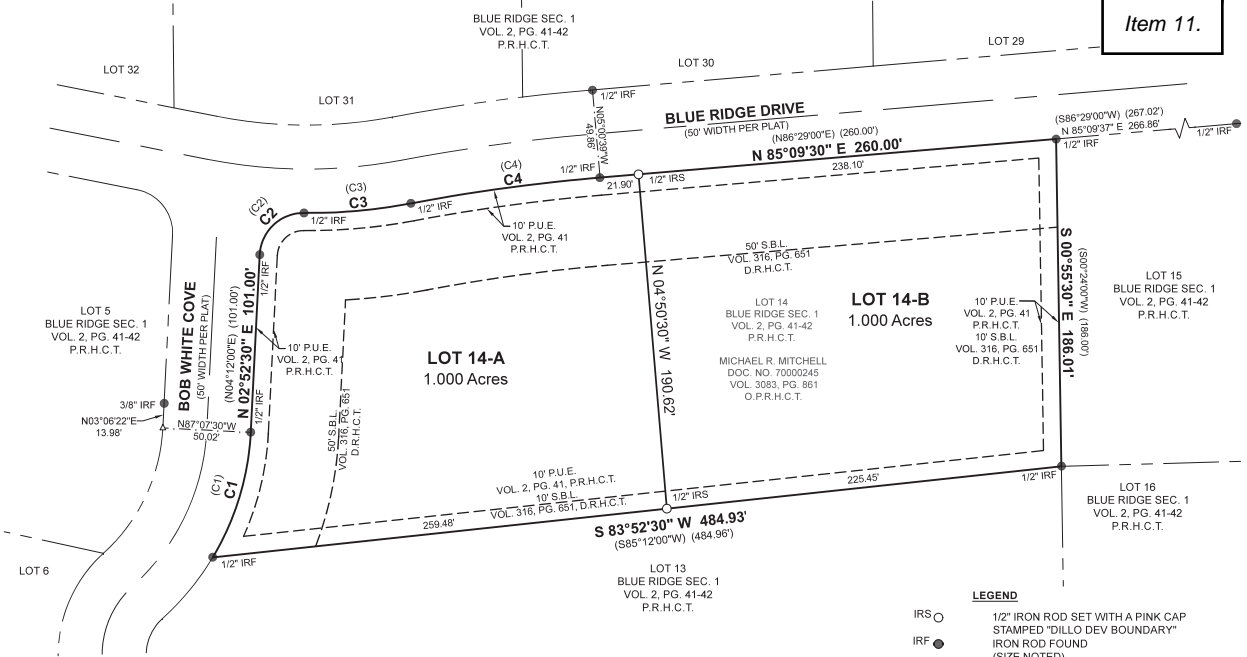 Item 11.
BLUE RIDGE SEC. 1
VOL. 2, PG. 41-42
P.R.H.C.T.
LOT 29
LOT 30
LOT 32
LOT 31
1/2" IRF
BLUE RIDGE DRIVE
(50' WIDTH PER PLAT)
N05°00'39"W
49.86'
(S86°29'00"W) (267.02')
N 85°09'37" E 266.86'
1/2" IRF
1/2" IRF
(N86°29'00"E) (260.00')
N 85°09'30" E 260.00'
238.10'
21.90'
1/2" IRS
1/2" IRF
(C4)
C4
(C3)
C3
(C2)
C2
1/2" IRF
1/2" IRF
1/2" IRF
10' P.U.E.
VOL. 2, PG. 41
P.R.H.C.T.
50' S.B.L.
VOL. 316, PG. 651
D.R.H.C.T.
S 00°55'30" E 186.01'
(S00°24'00"W) (186.00')
LOT 15
BLUE RIDGE SEC. 1
VOL. 2, PG. 41-42
P.R.H.C.T.
LOT 5
BLUE RIDGE SEC. 1
VOL. 2, PG. 41-42
P.R.H.C.T.
BOB WHITE COVE
(50' WIDTH PER PLAT)
(N04°12'00"E) (101.00')
N 02°52'30" E 101.00'
10' P.U.E.
VOL. 2, PG. 41
P.R.H.C.T.
LOT 14-A
1.000 Acres
N 04°50'30" W 190.62'
LOT 14
BLUE RIDGE SEC. 1
VOL. 2, PG. 41-42
P.R.H.C.T.
MICHAEL R. MITCHELL
DOC. NO. 70000245
VOL. 3083, PG. 861
O.P.R.H.C.T.
LOT 14-B
1.000 Acres
10' P.U.E.
VOL. 2, PG. 41
P.R.H.C.T.
10' S.B.L.
VOL. 316, PG. 651
D.R.H.C.T.
3/8" IRF
N03°06'22"E
13.98'
N87°07'30"W
50.02'
1/2" IRF
50' S.B.L.
VOL. 316, PG. 651
D.R.H.C.T.
(C1)
C1
10' P.U.E.
VOL. 2, PG. 41, P.R.H.C.T.
10' S.B.L.
VOL. 316, PG. 651, D.R.H.C.T.
1/2" IRS
225.45'
1/2" IRF
259.48'
S 83°52'30" W 484.93'
(S85°12'00"W) (484.96')
1/2" IRF
LOT 16
BLUE RIDGE SEC. 1
VOL. 2, PG. 41-42
P.R.H.C.T.
LOT 6
LOT 13
BLUE RIDGE SEC. 1
VOL. 2, PG. 41-42
P.R.H.C.T.
LEGEND
IRS 1/2" IRON ROD SET WITH A PINK CAP
STAMPED "DILLO DEV BOUNDARY"
IRF IRON ROD FOUND
(SIZE NOTED)